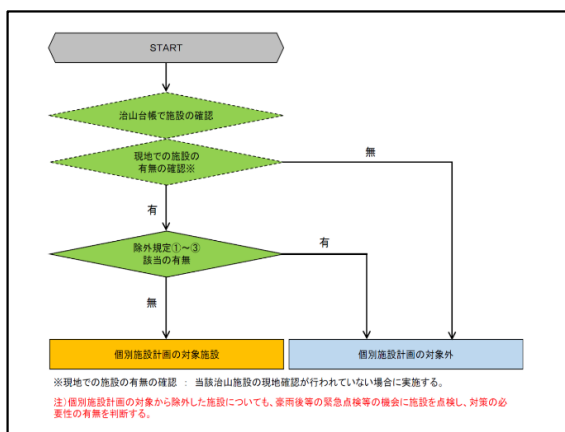 START
治山台帳で施設の確認
現地での施設の
有無の確認※
無
有
除外規定①～③
該当の有無
有
無
個別施設計画の対象施設
個別施設計画の対象外
※現地での施設の有無の確認 ： 当該治山施設の現地確認が行われていない場合に実施する。
注）個別施設計画の対象から除外した施設についても、豪雨後等の緊急点検等の機会に施設を点検し、対策の必
要性の有無を判断する。